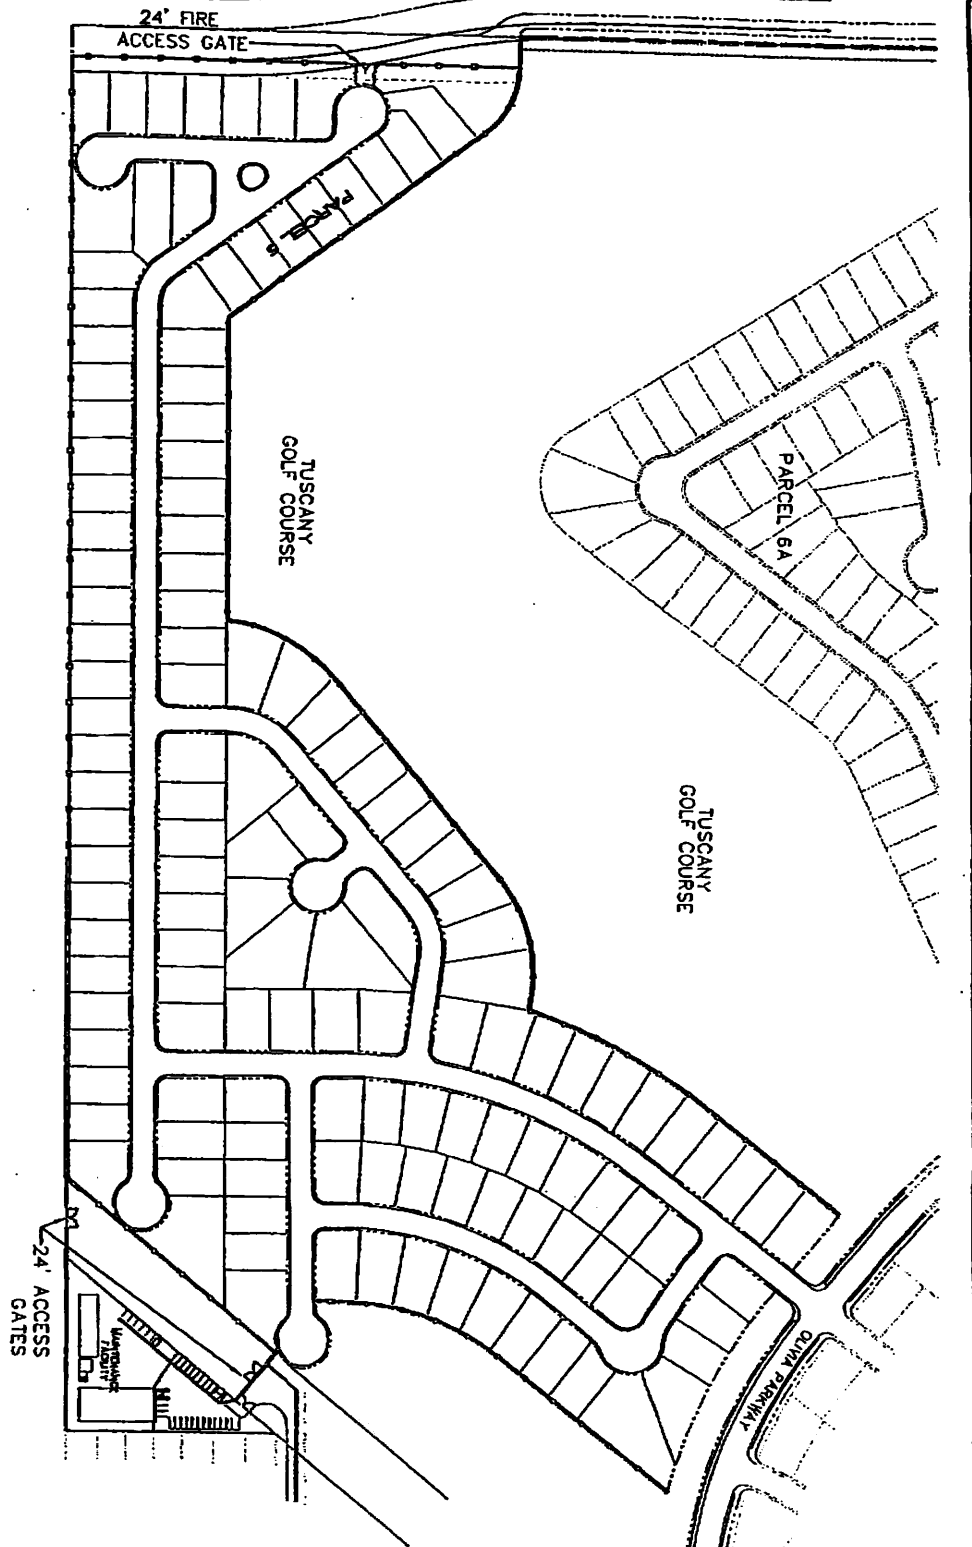 24' FIRE
ACCESS GATE
PARCEL 5
TUSCANY
GOLF COURSE
PARCEL 6A
TUSCANY
GOLF COURSE
24' ACCESS
GATES
MAINTENANCE
FACILITY
OLIVIA PARKWAY